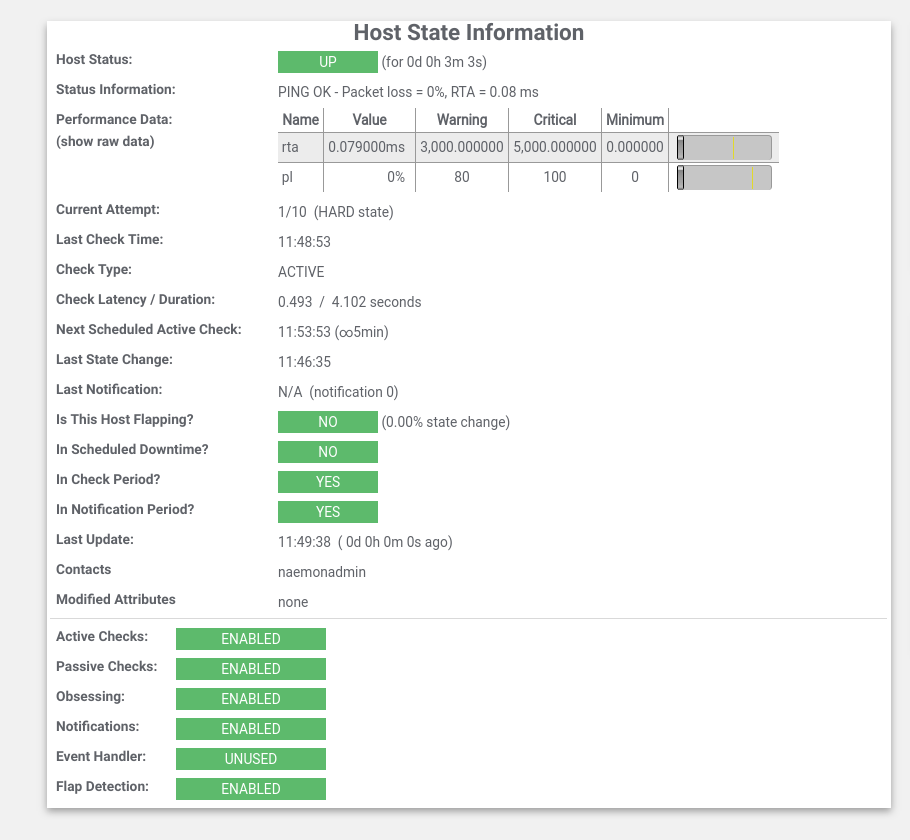 Host State Information
Host Status: UP (for 0d 0h 3m 3s)
Status Information: PING OK - Packet loss = 0%, RTA = 0.08 ms
Performance Data: Name Value Warning Critical Minimum
(show raw data) rta 0.079000ms 3,000.000000 5,000.000000 0.000000
pl 0% 80 100 0
Current Attempt: 1/10 (HARD state)
Last Check Time: 11:48:53
Check Type: ACTIVE
Check Latency / Duration: 0.493 / 4.102 seconds
Next Scheduled Active Check: 11:53:53 (∞5min)
Last State Change: 11:46:35
Last Notification: N/A (notification 0)
Is This Host Flapping? NO (0.00% state change)
In Scheduled Downtime? NO
In Check Period? YES
In Notification Period? YES
Last Update: 11:49:38 ( 0d 0h 0m 0s ago)
Contacts naemonadmin
Modified Attributes none
Active Checks: ENABLED
Passive Checks: ENABLED
Obsessing: ENABLED
Notifications: ENABLED
Event Handler: UNUSED
Flap Detection: ENABLED